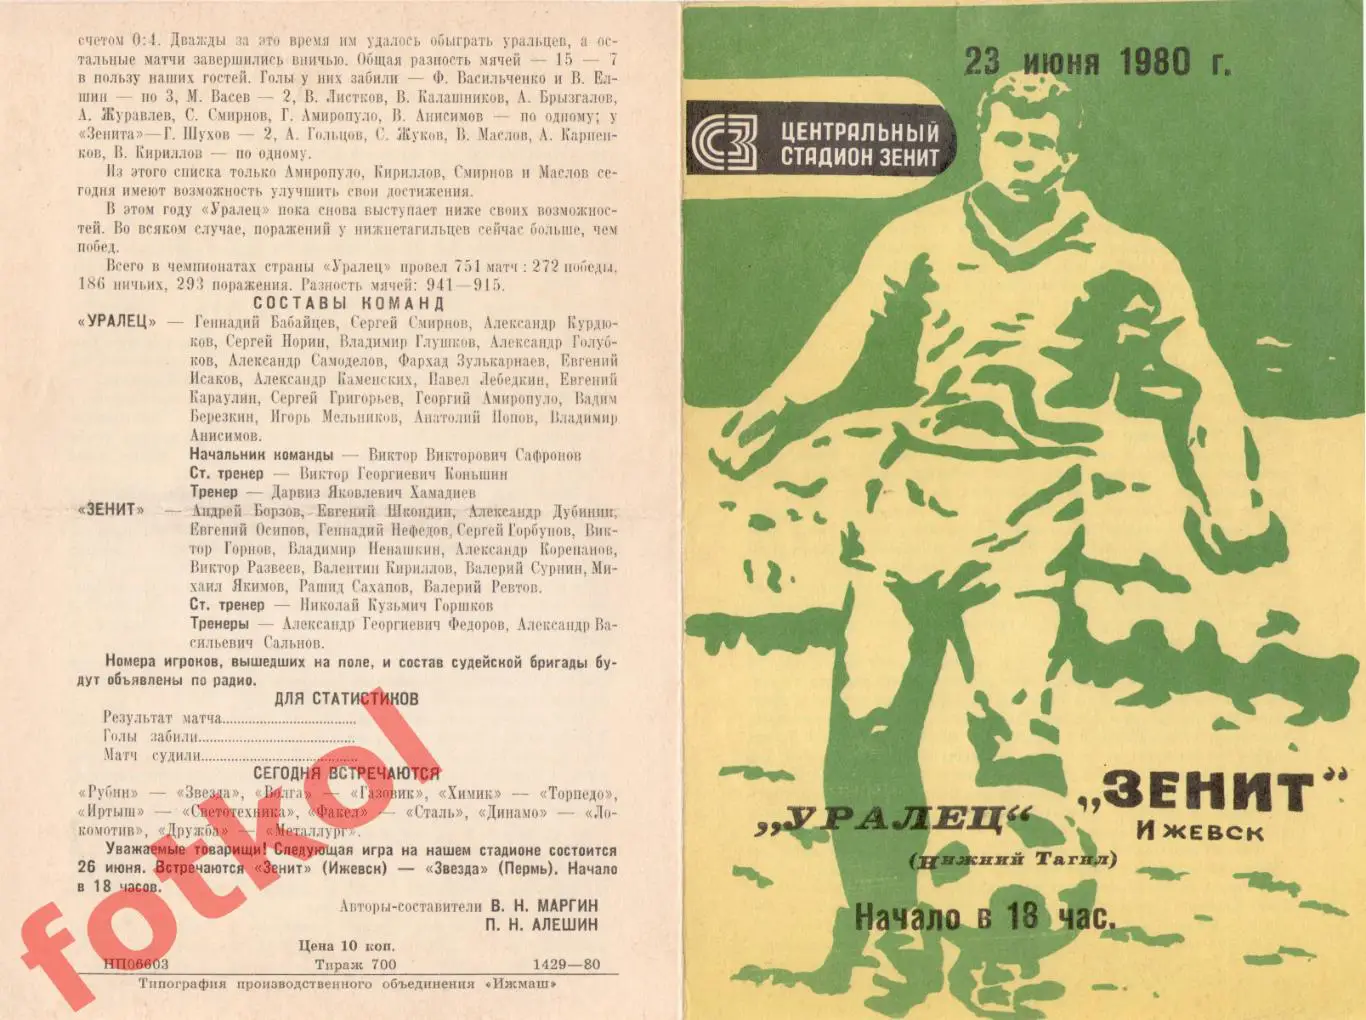 счетом 0:4. Дважды за это время им удалось обыграть уральцев, а ос-
тальные матчи завершились вничью. Общая разность мячей — 15 — 7
в пользу наших гостей. Голы у них забили — Ф. Васильченко и В. Ел-
шин — по 3, М. Васев — 2, В. Листков, В. Калашников, А. Брызгалов,
А. Журавлев, С. Смирнов, Г. Амиропуло, В. Анисимов — по одному; у
«Зенита»—Г. Шухов — 2, А. Гольцов, С. Жуков, В. Маслов, А. Карпен-
ков, В. Кириллов — по одному.
Из этого списка только Амиропуло, Кириллов, Смирнов и Маслов се-
годня имеют возможность улучшить свои достижения.
В этом году «Уралец» пока снова выступает ниже своих возможнос-
тей. Во всяком случае, поражений у нижнетагильцев сейчас больше, чем
побед.
Всего в чемпионатах страны «Уралец» провел 751 матч : 272 победы,
186 ничьих, 293 поражения. Разность мячей: 941—915.
СОСТАВЫ КОМАНД
«УРАЛЕЦ» — Геннадий Бабайцев, Сергей Смирнов, Александр Курдю-
ков, Сергей Норин, Владимир Глушков, Александр Голуб-
ков, Александр Самоделов, Фархад Зулькарнаев, Евгений
Исаков, Александр Каменских, Павел Лебедкин, Евгений
Караулин, Сергей Григорьев, Георгий Амиропуло, Вадим
Березкин, Игорь Мельников, Анатолий Попов, Владимир
Анисимов.
Начальник команды — Виктор Викторович Сафронов
Ст. тренер — Виктор Георгиевич Коньшин
Тренер — Дарвиз Яковлевич Хамадиев
«ЗЕНИТ» — Андрей Борзов, Евгений Шкондин, Александр Дубинин,
Евгений Осипов, Геннадий Нефедов, Сергей Горбунов, Вик-
тор Горнов, Владимир Ненашкин, Александр Корепанов,
Виктор Развеев, Валентин Кириллов, Валерий Сурнин, Ми-
хаил Якимов, Рашид Сахапов, Валерий Ревтов.
Ст. тренер — Николай Кузьмич Горшков
Тренеры — Александр Георгиевич Федоров, Александр Ва-
сильевич Сальнов.
Номера игроков, вышедших на поле, и состав судейской бригады бу-
дут объявлены по радио.
ДЛЯ СТАТИСТИКОВ
Результат матча
Голы забили
Матч судили
СЕГОДНЯ ВСТРЕЧАЮТСЯ
«Рубин» — «Звезда», «Волга» — «Газовик», «Химик» — «Торпедо»,
«Иртыш» — «Светотехника», «Факел» — «Сталь», «Динамо» — «Ло-
комотив», «Дружба» — «Металлург».
Уважаемые товарищи! Следующая игра на нашем стадионе состоится
26 июня. Встречаются «Зенит» (Ижевск) — «Звезда» (Пермь). Начало
в 18 часов.
Авторы-составители В. Н. МАРГИН
П. Н. АЛЕШИН
Цена 10 коп.
НП06603 Тираж 700 1429—80
Типография производственного объединения «Ижмаш»
fotkol
23 июня 1980 г.
СЗ ЦЕНТРАЛЬНЫЙ
СТАДИОН ЗЕНИТ
„ЗЕНИТ”
ИЖЕВСК
„УРАЛЕЦ“
(Нижний Тагил)
Начало в 18 час.